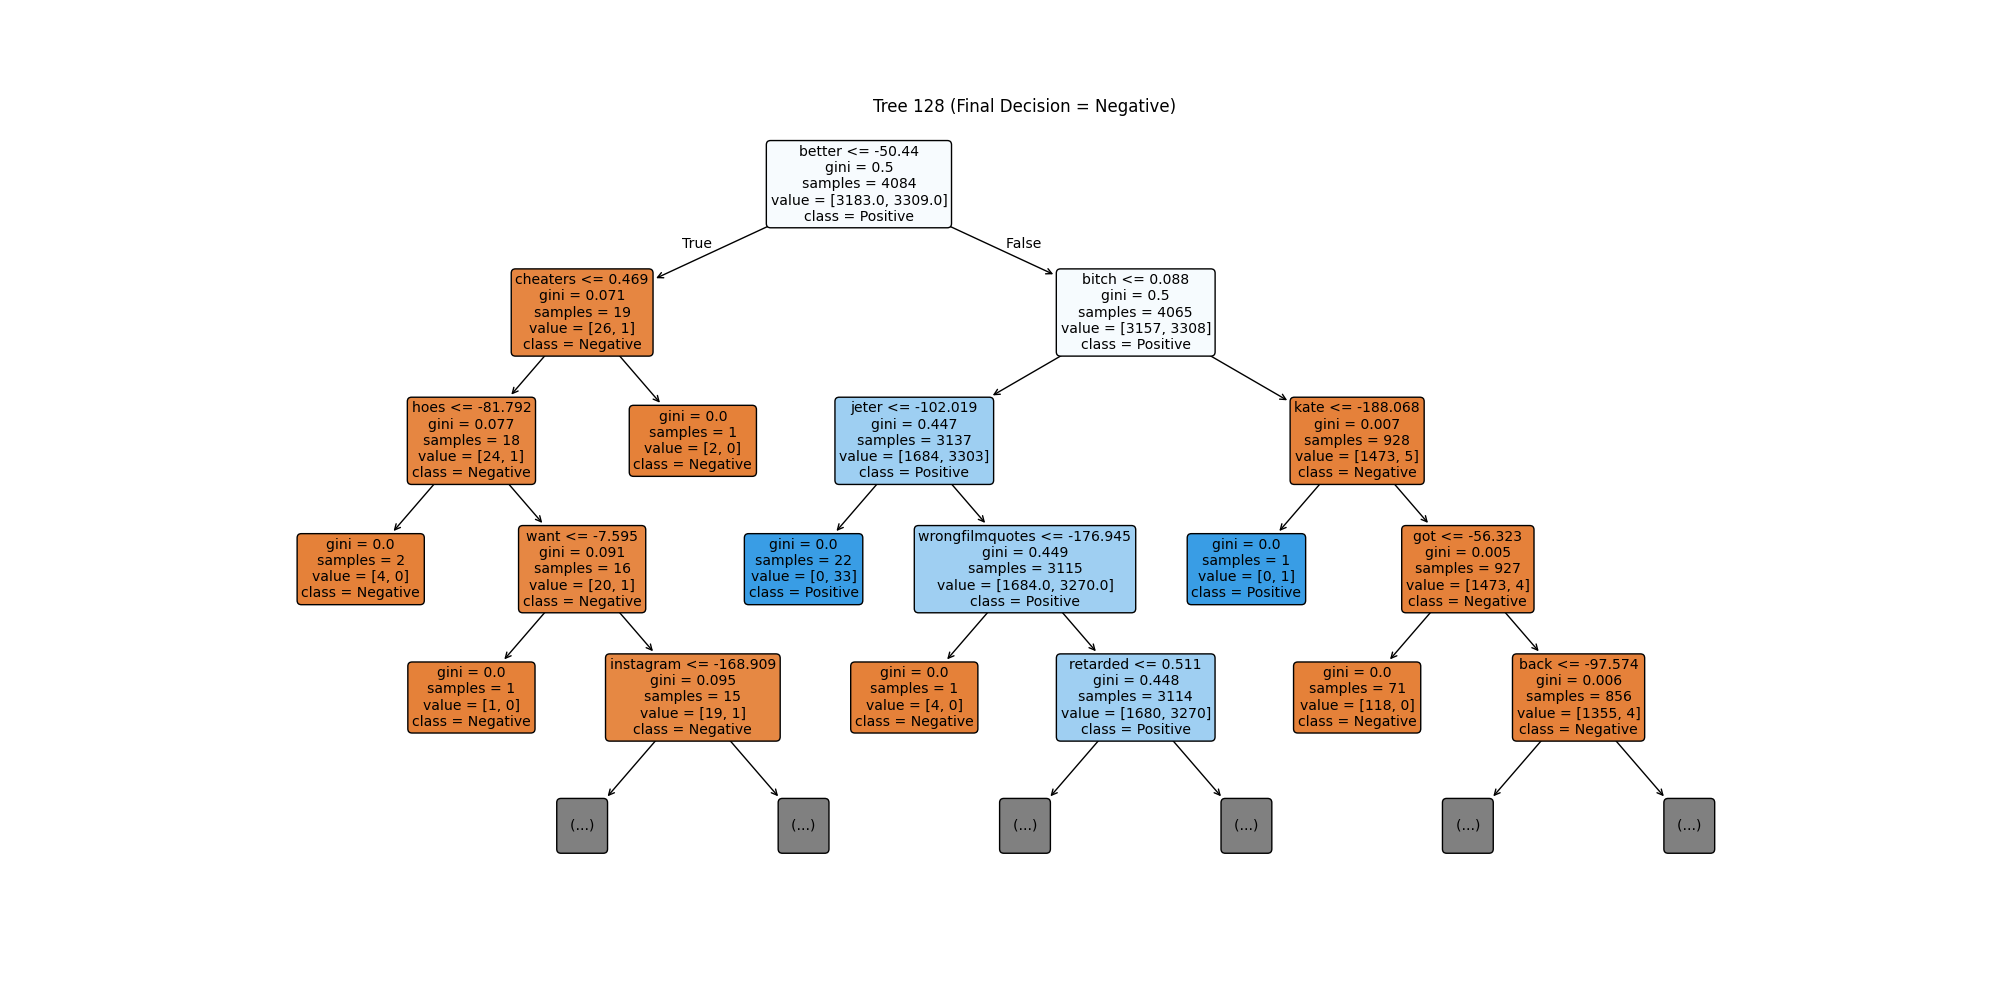 Tree 128 (Final Decision = Negative)
better <= -50.44
gini = 0.5
samples = 4084
value = [3183.0, 3309.0]
class = Positive
True
False
cheaters <= 0.469
gini = 0.071
samples = 19
value = [26, 1]
class = Negative
bitch <= 0.088
gini = 0.5
samples = 4065
value = [3157, 3308]
class = Positive
hoes <= -81.792
gini = 0.077
samples = 18
value = [24, 1]
class = Negative
gini = 0.0
samples = 1
value = [2, 0]
class = Negative
jeter <= -102.019
gini = 0.447
samples = 3137
value = [1684, 3303]
class = Positive
kate <= -188.068
gini = 0.007
samples = 928
value = [1473, 5]
class = Negative
gini = 0.0
samples = 2
value = [4, 0]
class = Negative
want <= -7.595
gini = 0.091
samples = 16
value = [20, 1]
class = Negative
gini = 0.0
samples = 22
value = [0, 33]
class = Positive
wrongfilmquotes <= -176.945
gini = 0.449
samples = 3115
value = [1684.0, 3270.0]
class = Positive
gini = 0.0
samples = 1
value = [0, 1]
class = Positive
got <= -56.323
gini = 0.005
samples = 927
value = [1473, 4]
class = Negative
gini = 0.0
samples = 1
value = [1, 0]
class = Negative
instagram <= -168.909
gini = 0.095
samples = 15
value = [19, 1]
class = Negative
gini = 0.0
samples = 1
value = [4, 0]
class = Negative
retarded <= 0.511
gini = 0.448
samples = 3114
value = [1680, 3270]
class = Positive
gini = 0.0
samples = 71
value = [118, 0]
class = Negative
back <= -97.574
gini = 0.006
samples = 856
value = [1355, 4]
class = Negative
(...)
(...)
(...)
(...)
(...)
(...)